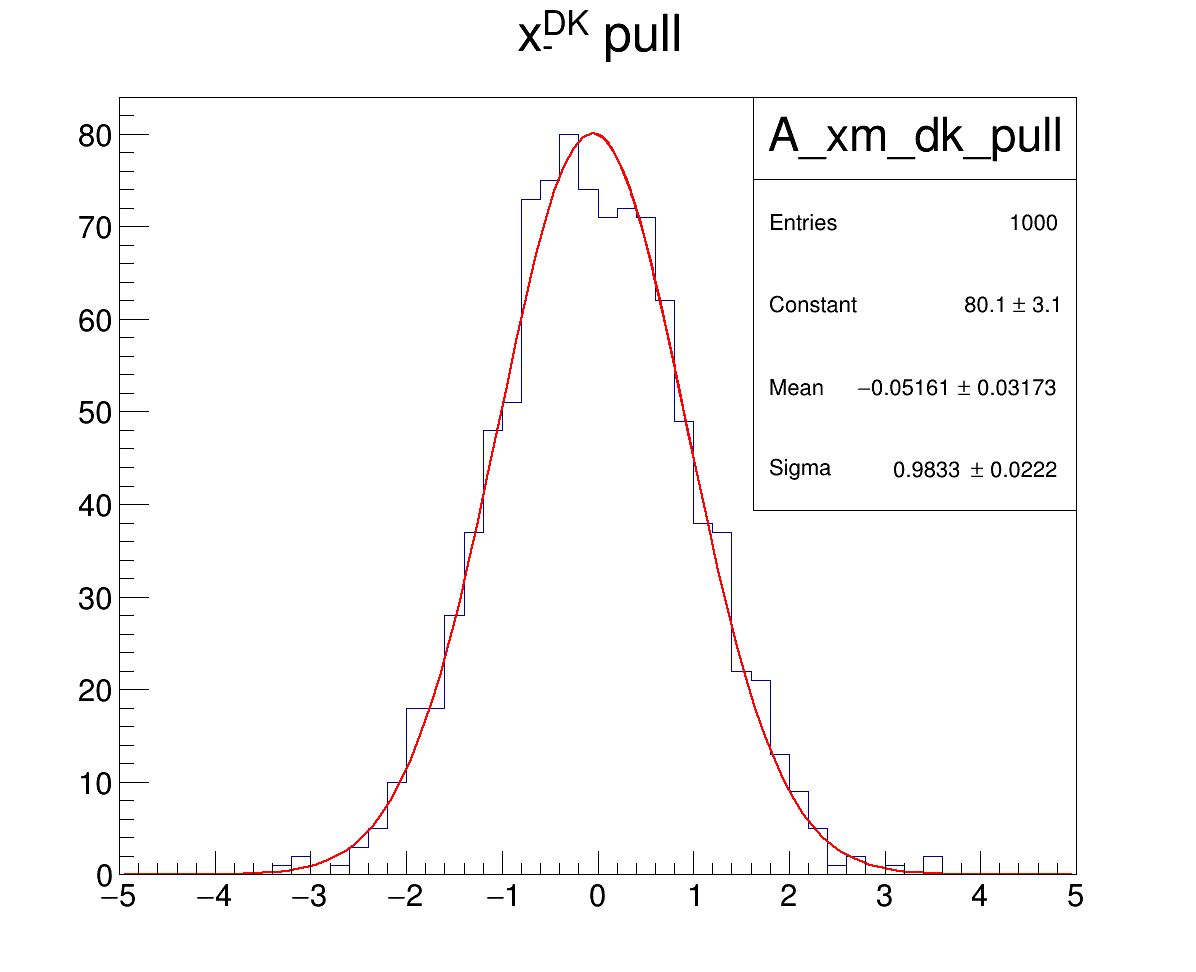 x-DK pull
A_xm_dk_pull
Entries 1000
Constant 80.1 ± 3.1
Mean −0.05161 ± 0.03173
Sigma 0.9833 ± 0.0222
80
70
60
50
40
30
20
10
0
−5 −4 −3 −2 −1 0 1 2 3 4 5